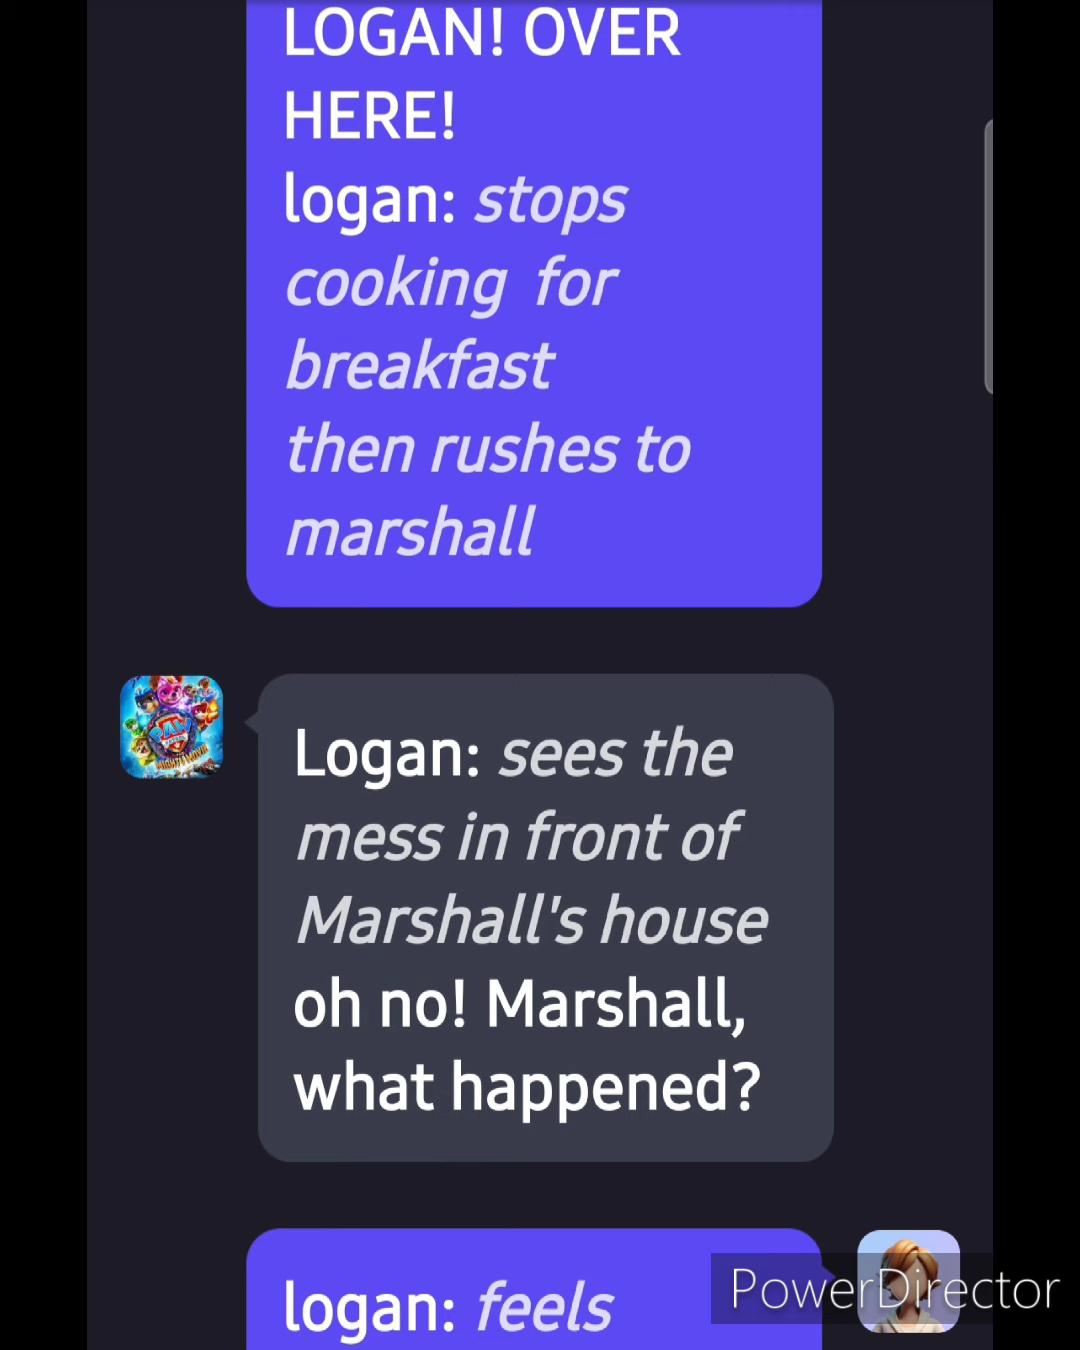 LOGAN! OVER
HERE!
logan: stops
cooking for
breakfast
then rushes to
marshall
PAW
Logan: sees the
mess in front of
Marshall's house
oh no! Marshall,
what happened?
logan: feels
PowerDirector